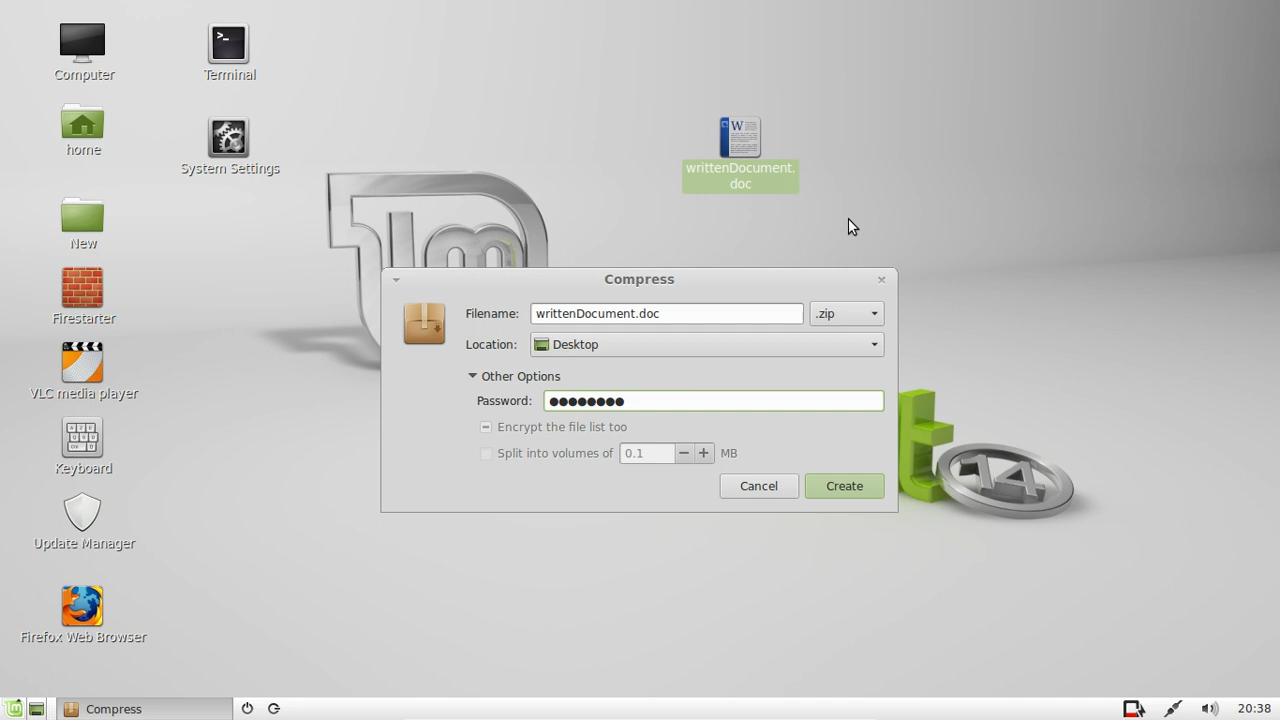 Computer
Terminal
home
System Settings
writtenDocument.
doc
New
Firestarter
VLC media player
Keyboard
Update Manager
Firefox Web Browser
Compress
Filename: writtenDocument.doc .zip
Location: Desktop
Other Options
Password: ●●●●●●●●
Encrypt the file list too
Split into volumes of 0.1 MB
Cancel Create
14
Compress 20:38